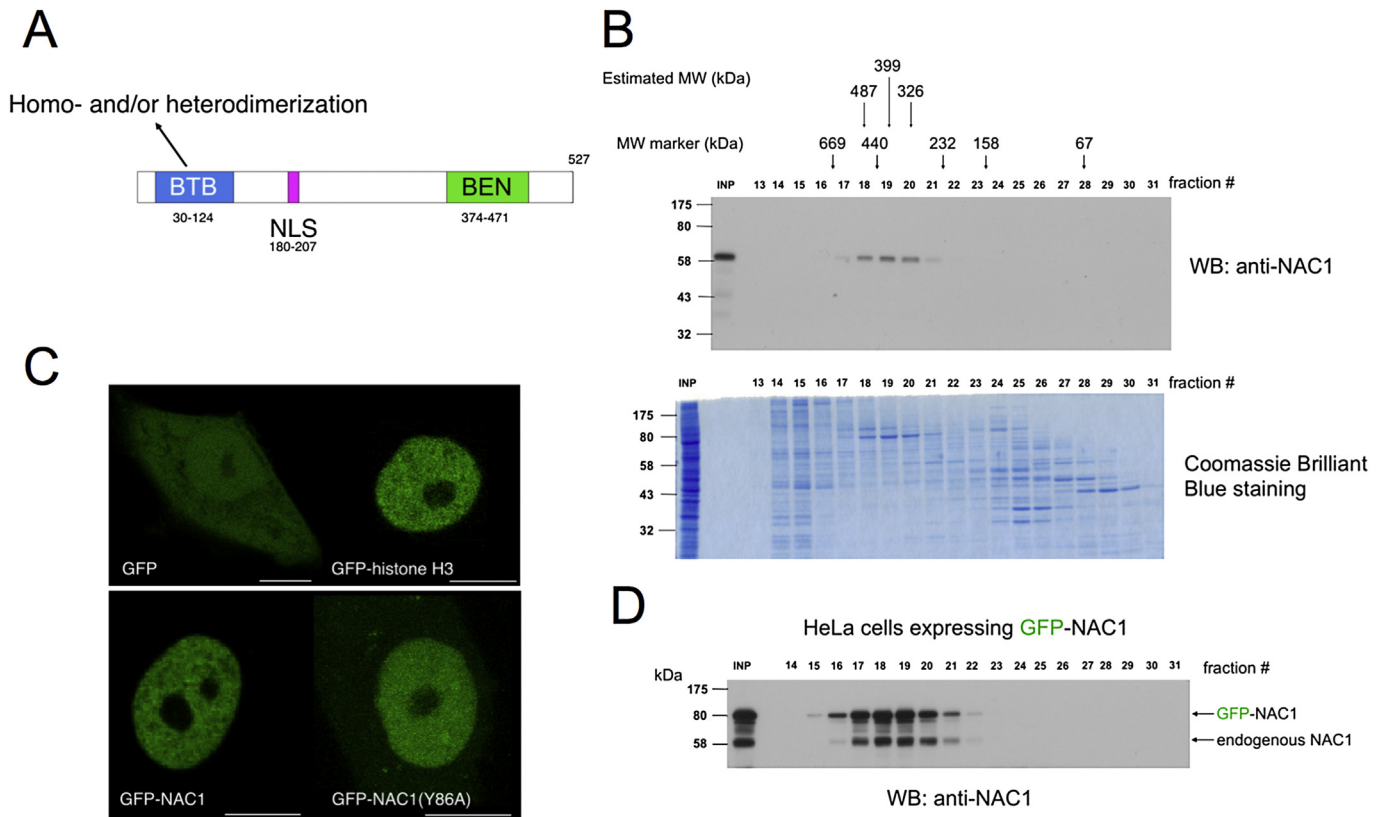 A
Homo- and/or heterodimerization
527
BTB
BEN
30-124
374-471
NLS
180-207
B
399
Estimated MW (kDa)
487 326
MW marker (kDa) 669 440 232 158 67
INP 13 14 15 16 17 18 19 20 21 22 23 24 25 26 27 28 29 30 31 fraction #
175
80
58
43
32
WB: anti-NAC1
INP 13 14 15 16 17 18 19 20 21 22 23 24 25 26 27 28 29 30 31 fraction #
175
80
58
43
32
Coomassie Brilliant
Blue staining
C
GFP
GFP-histone H3
GFP-NAC1
GFP-NAC1(Y86A)
D
HeLa cells expressing GFP-NAC1
kDa
INP 14 15 16 17 18 19 20 21 22 23 24 25 26 27 28 29 30 31 fraction #
175
80
58
GFP-NAC1
endogenous NAC1
WB: anti-NAC1